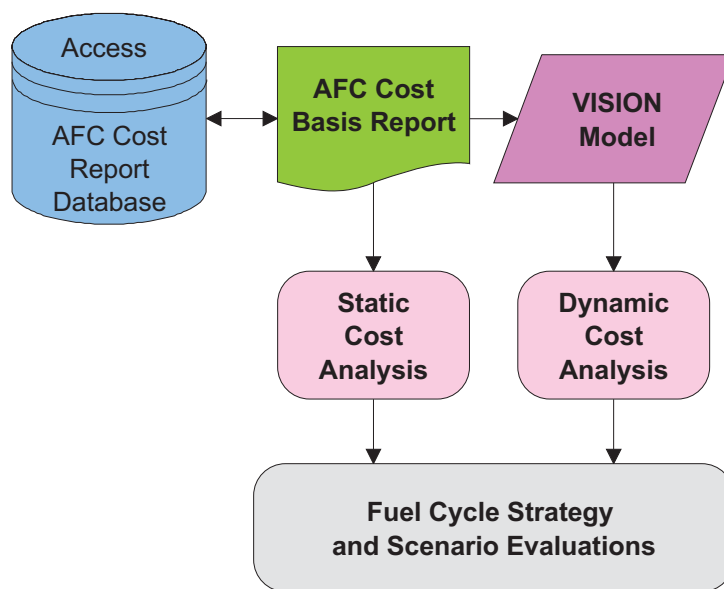 Access
AFC Cost
Report
Database
AFC Cost
Basis Report
VISION
Model
Static
Cost
Analysis
Dynamic
Cost
Analysis
Fuel Cycle Strategy
and Scenario Evaluations